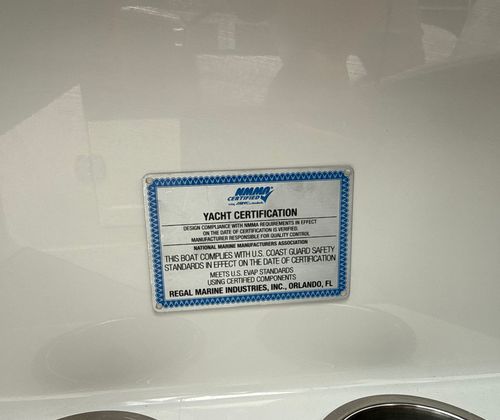 NMMA
CERTIFIED
YACHT CERTIFICATION
DESIGN COMPLIANCE WITH NMMA REQUIREMENTS IN EFFECT
ON THE DATE OF CERTIFICATION IS VERIFIED.
MANUFACTURER RESPONSIBLE FOR QUALITY CONTROL
NATIONAL MARINE MANUFACTURERS ASSOCIATION
THIS BOAT COMPLIES WITH U.S. COAST GUARD SAFETY
STANDARDS IN EFFECT ON THE DATE OF CERTIFICATION
MEETS U.S. EVAP STANDARDS
USING CERTIFIED COMPONENTS
REGAL MARINE INDUSTRIES, INC., ORLANDO, FL